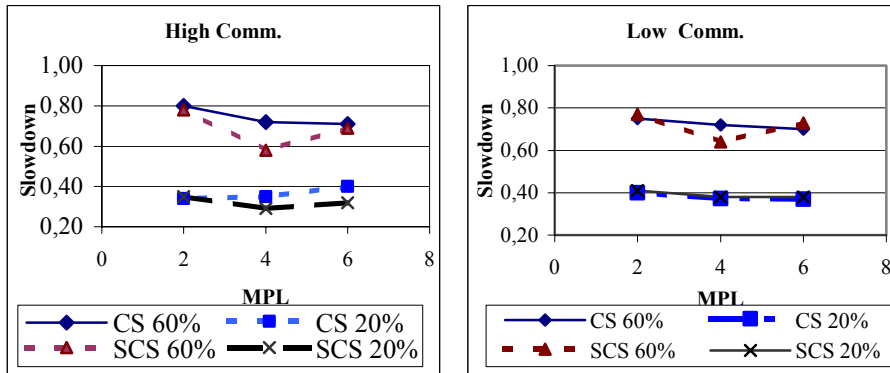 High Comm.
1,00
0,80
0,60
0,40
0,20
Slowdown
0 2 4 6 8
MPL
CS 60% CS 20%
SCS 60% SCS 20%
Low Comm.
1,00
0,80
0,60
0,40
0,20
Slowdown
0 2 4 6 8
MPL
CS 60% CS 20%
SCS 60% SCS 20%